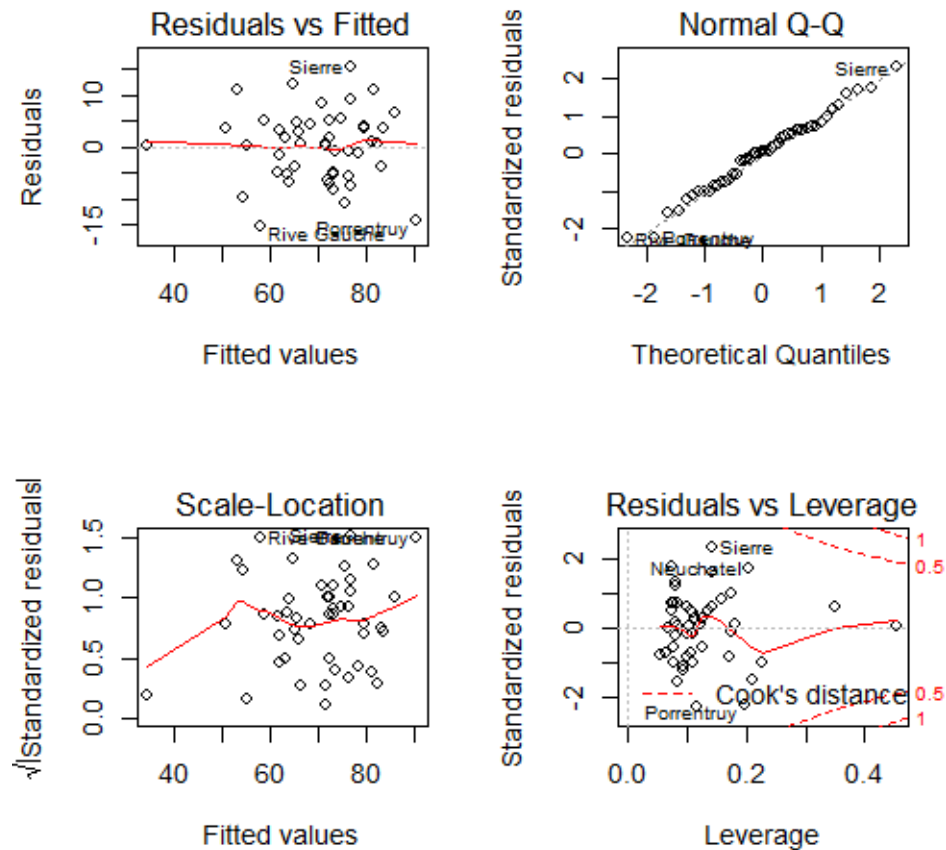 Residuals vs Fitted
Residuals
10
0
-15
Sierre
Rive Gauche
Porrentruy
40
60
80
Fitted values
Normal Q-Q
Standardized residuals
2
0
-2
Sierre
Porrentruy
-2
-1
0
1
2
Theoretical Quantiles
Scale-Location
√|Standardized residuals|
1.5
1.0
0.5
0.0
40
60
80
Fitted values
Residuals vs Leverage
Standardized residuals
2
0
-2
Sierre
Neuchatel
Porrentruy
Cook's distance
1
0.5
0.5
1
0.0
0.2
0.4
Leverage